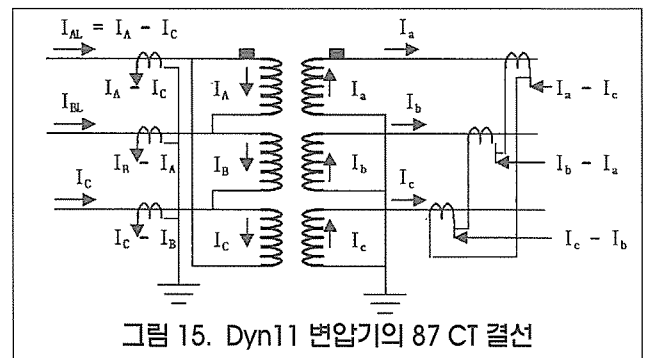 I_AL = I_A - I_C
I_a
I_A - I_C
I_A
I_a
I_a - I_c
I_BL
I_b
I_B - I_A
I_B
I_b
I_b - I_a
I_C
I_c
I_C - I_B
I_C
I_c
I_c - I_b
그림 15. Dyn11 변압기의 87 CT 결선